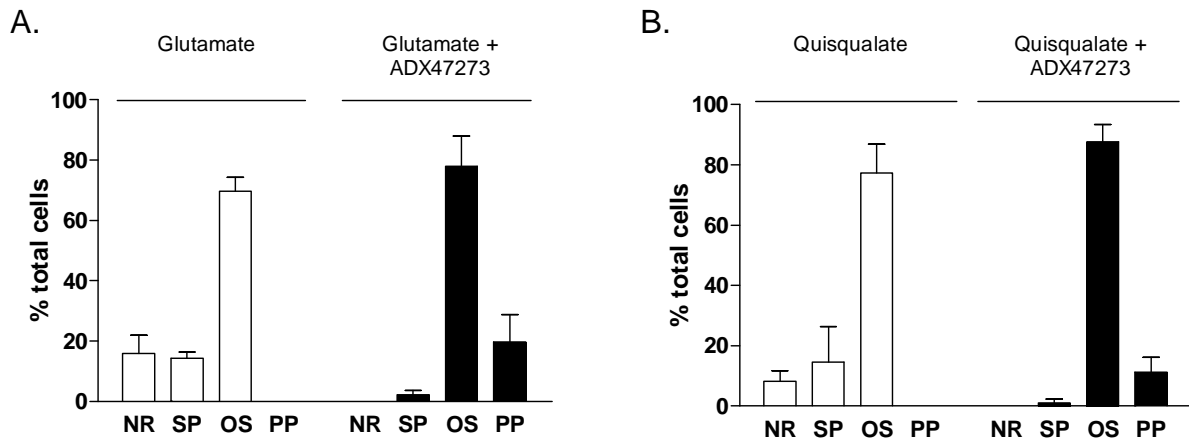 A.
Glutamate
Glutamate +
ADX47273
% total cells
100
80
60
40
20
0
NR SP OS PP
NR SP OS PP
B.
Quisqualate
Quisqualate +
ADX47273
% total cells
100
80
60
40
20
0
NR SP OS PP
NR SP OS PP